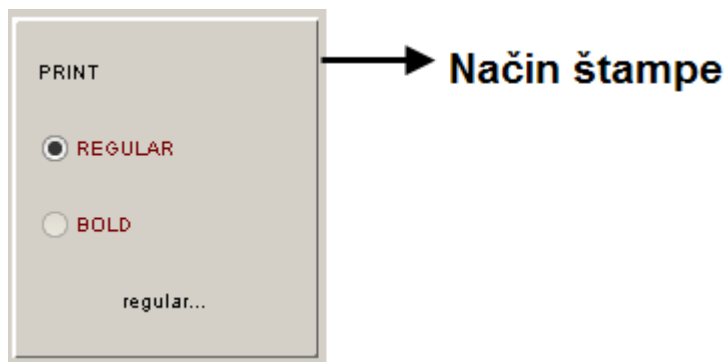 PRINT
Način štampe
REGULAR
BOLD
regular...